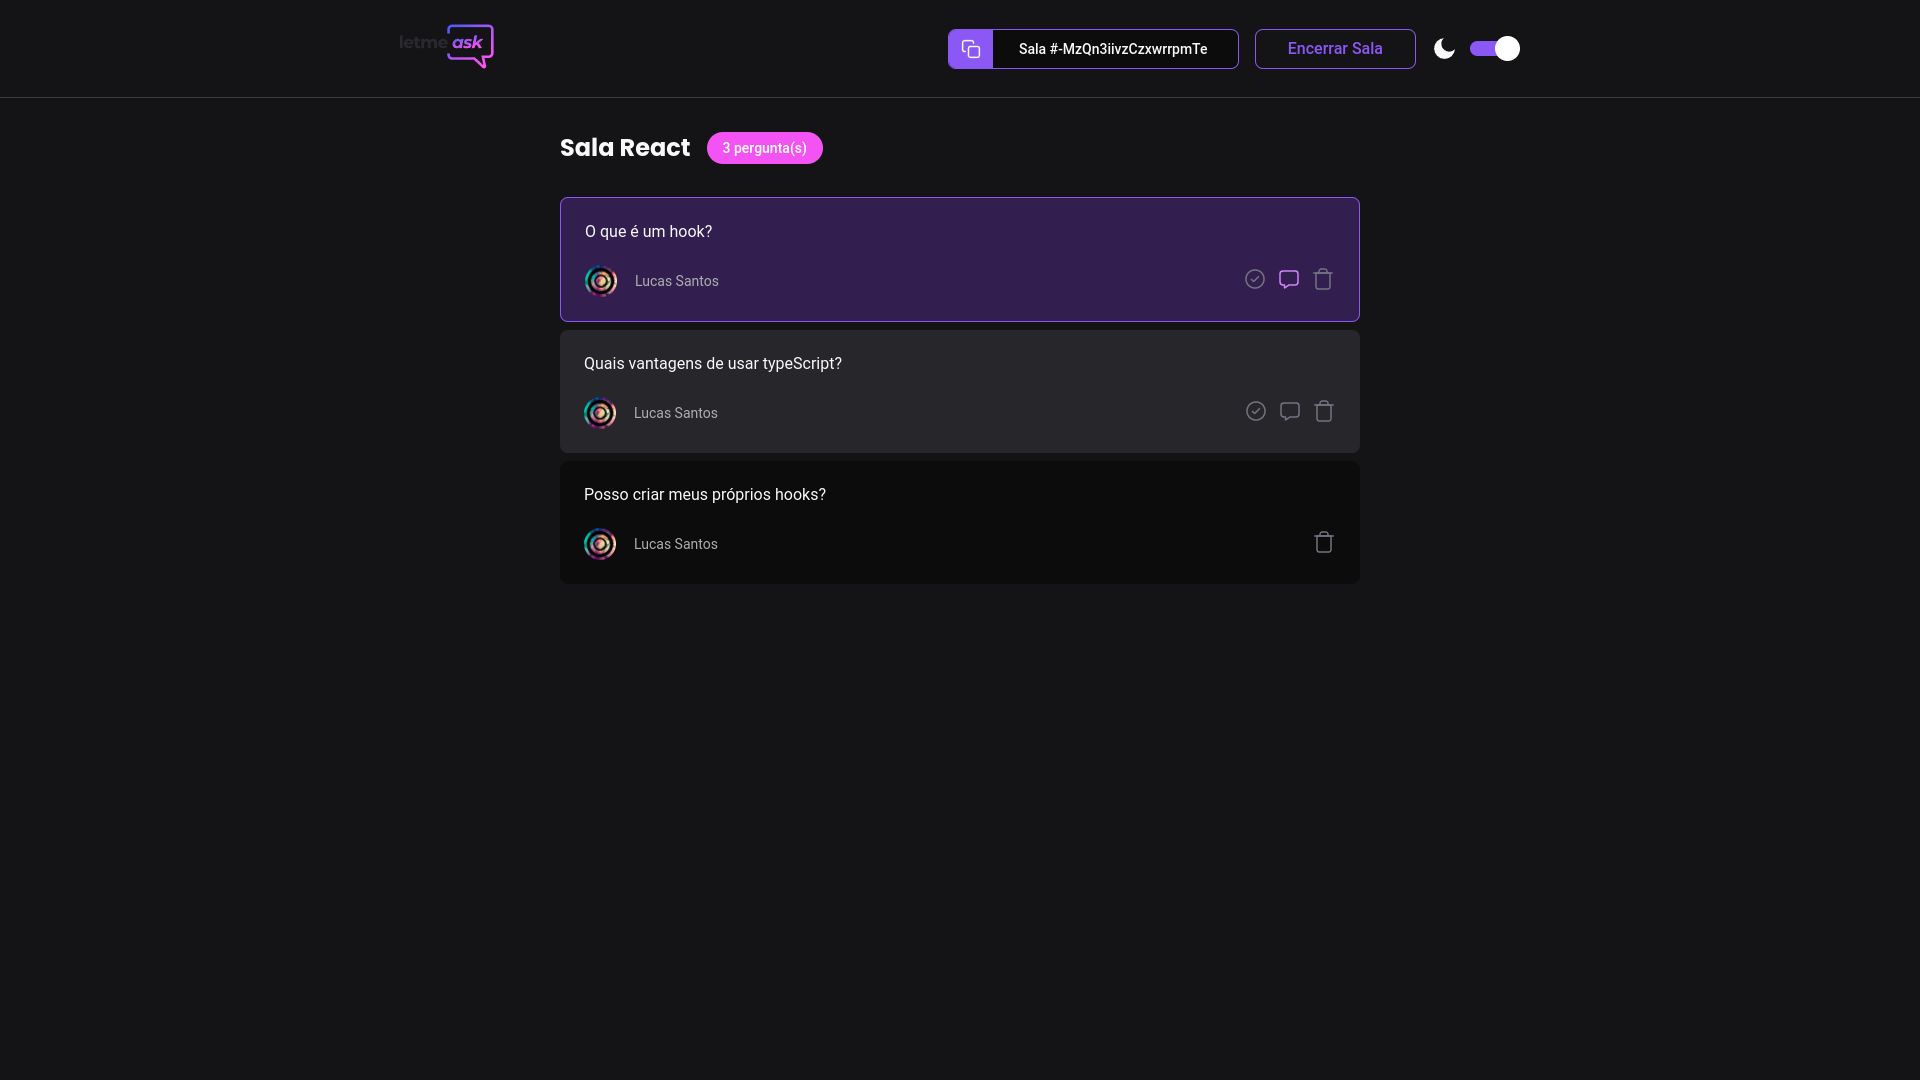 letmeask
Sala #-MzQn3iivzCzxwrrpmTe
Encerrar Sala
Sala React
3 pergunta(s)
O que é um hook?
Lucas Santos
Quais vantagens de usar typeScript?
Lucas Santos
Posso criar meus próprios hooks?
Lucas Santos